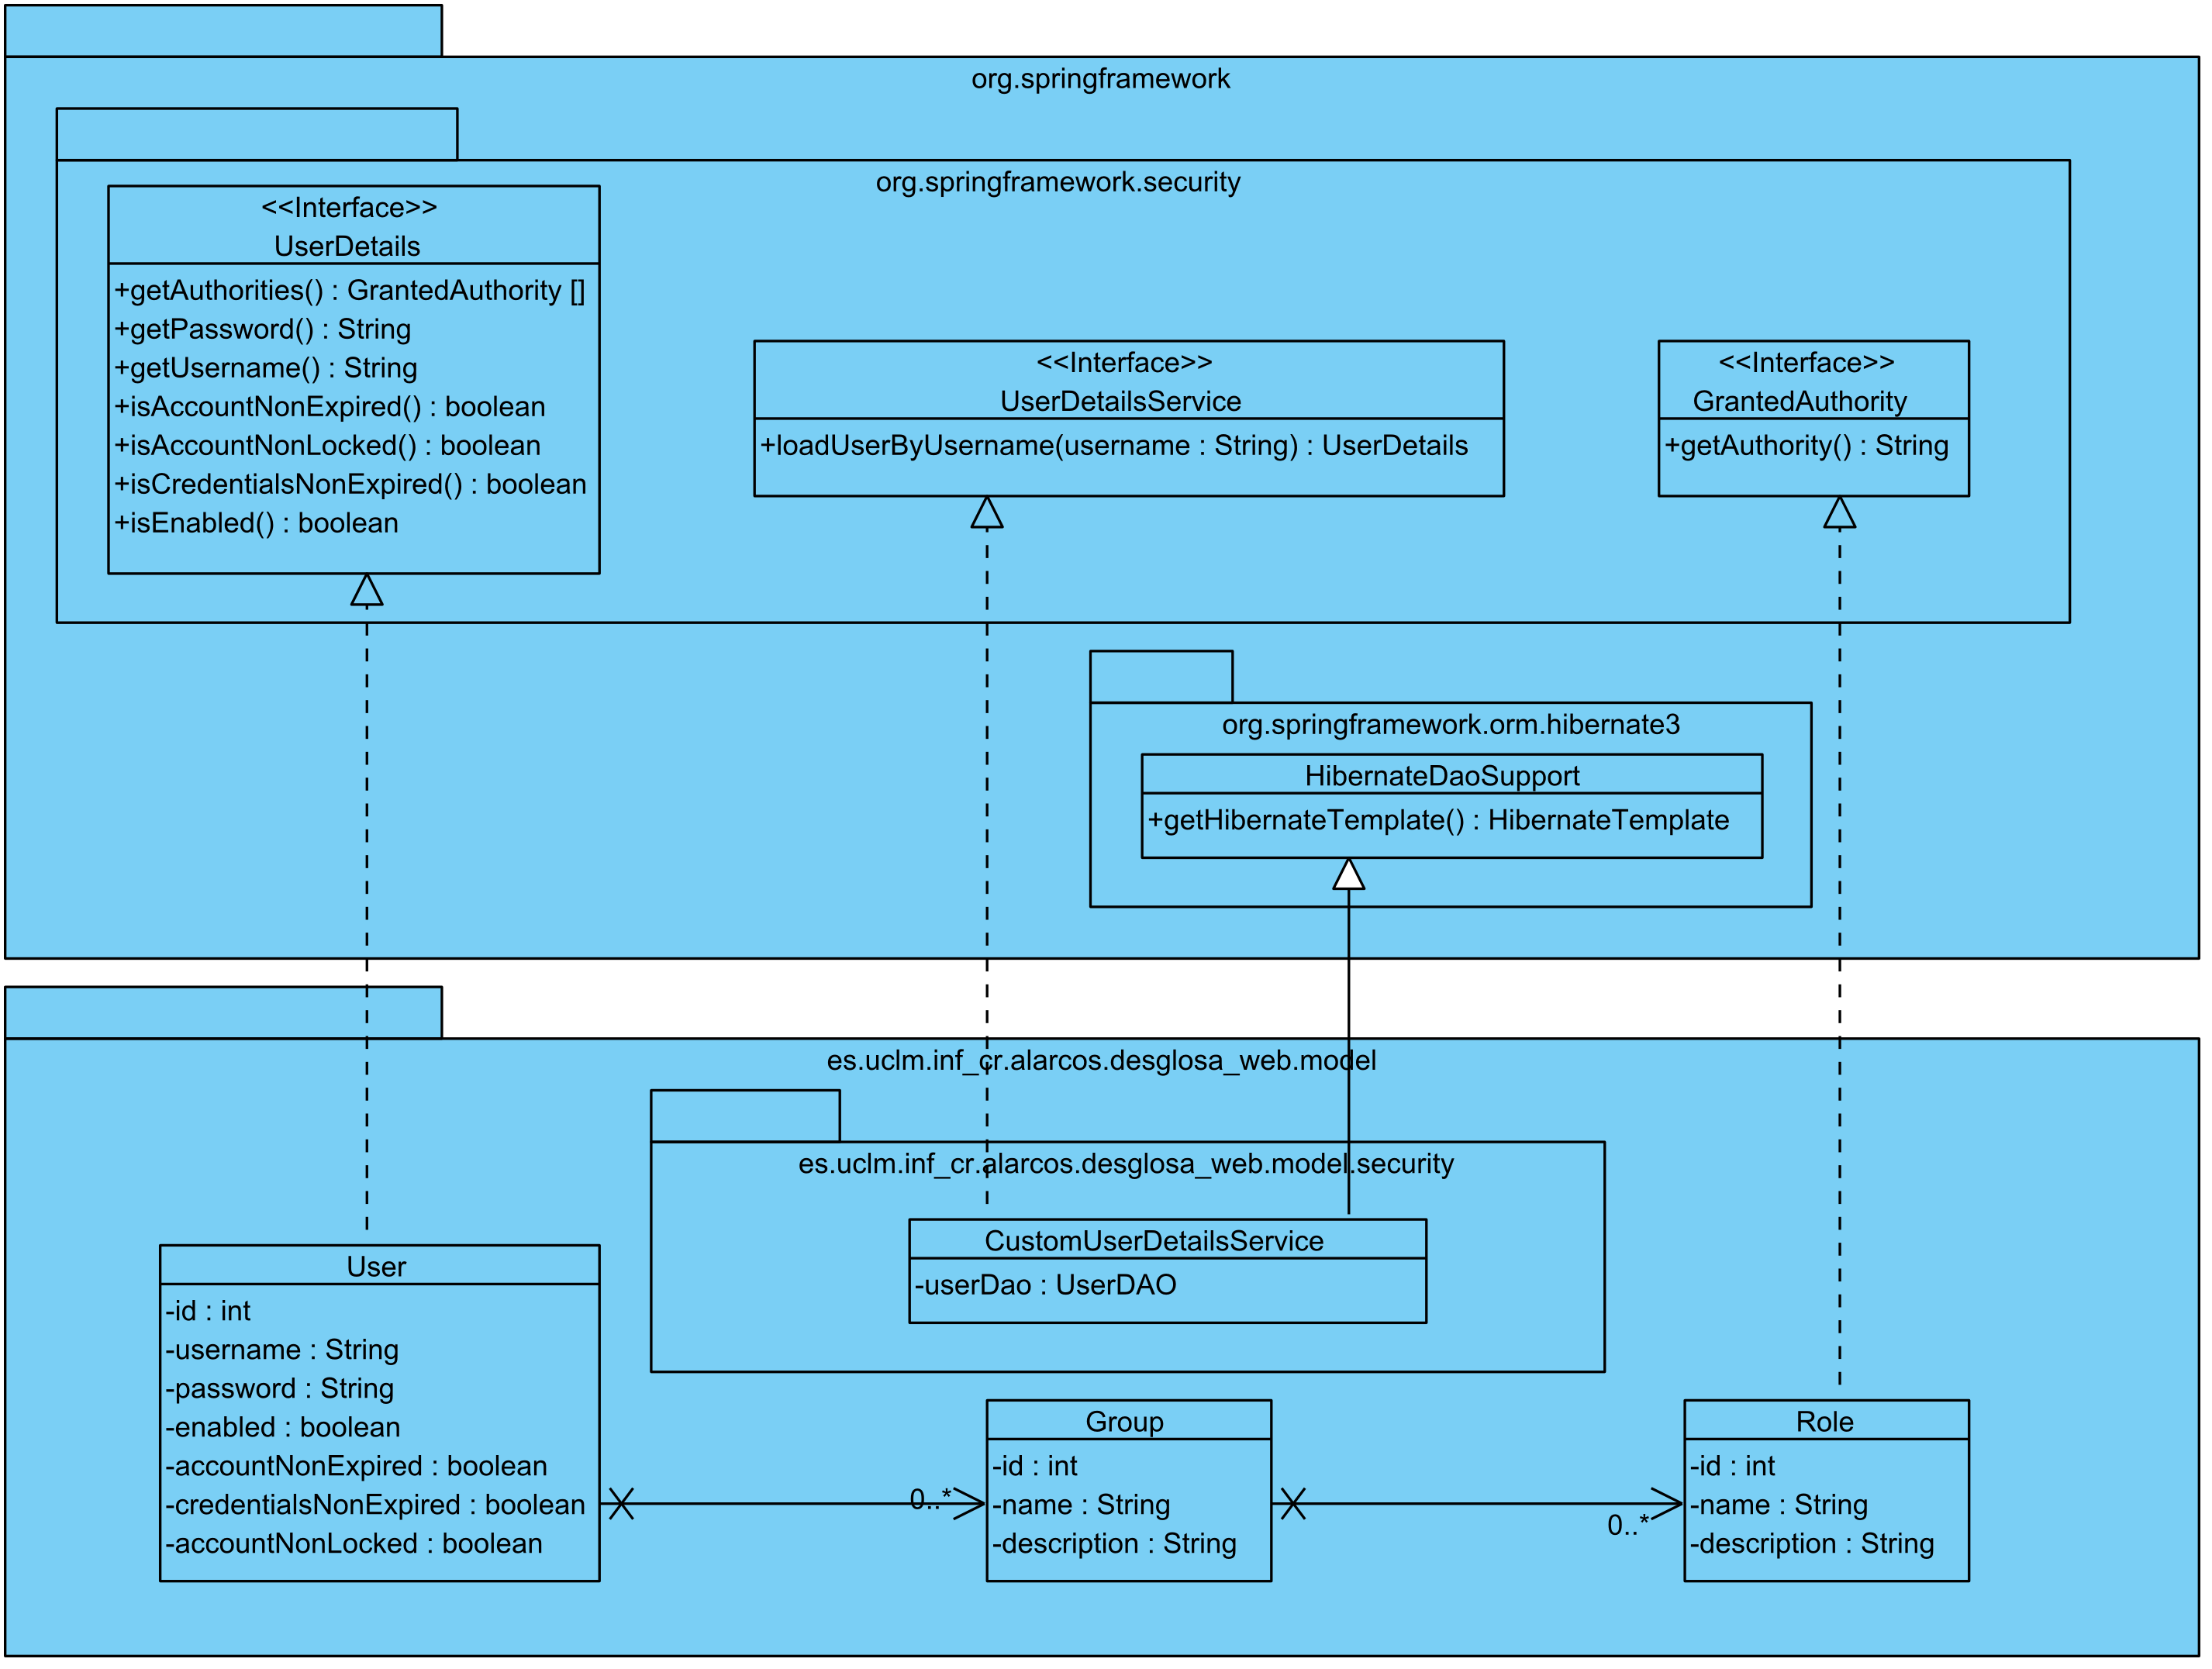 org.springframework
org.springframework.security
<<Interface>>
UserDetails
+getAuthorities() : GrantedAuthority []
+getPassword() : String
+getUsername() : String
+isAccountNonExpired() : boolean
+isAccountNonLocked() : boolean
+isCredentialsNonExpired() : boolean
+isEnabled() : boolean
<<Interface>>
UserDetailsService
+loadUserByUsername(username : String) : UserDetails
<<Interface>>
GrantedAuthority
+getAuthority() : String
org.springframework.orm.hibernate3
HibernateDaoSupport
+getHibernateTemplate() : HibernateTemplate
es.uclm.inf_cr.alarcos.desglosa_web.model
es.uclm.inf_cr.alarcos.desglosa_web.model.security
CustomUserDetailsService
-userDao : UserDAO
User
-id : int
-username : String
-password : String
-enabled : boolean
-accountNonExpired : boolean
-credentialsNonExpired : boolean
-accountNonLocked : boolean
0..*
Group
-id : int
-name : String
-description : String
0..*
Role
-id : int
-name : String
-description : String